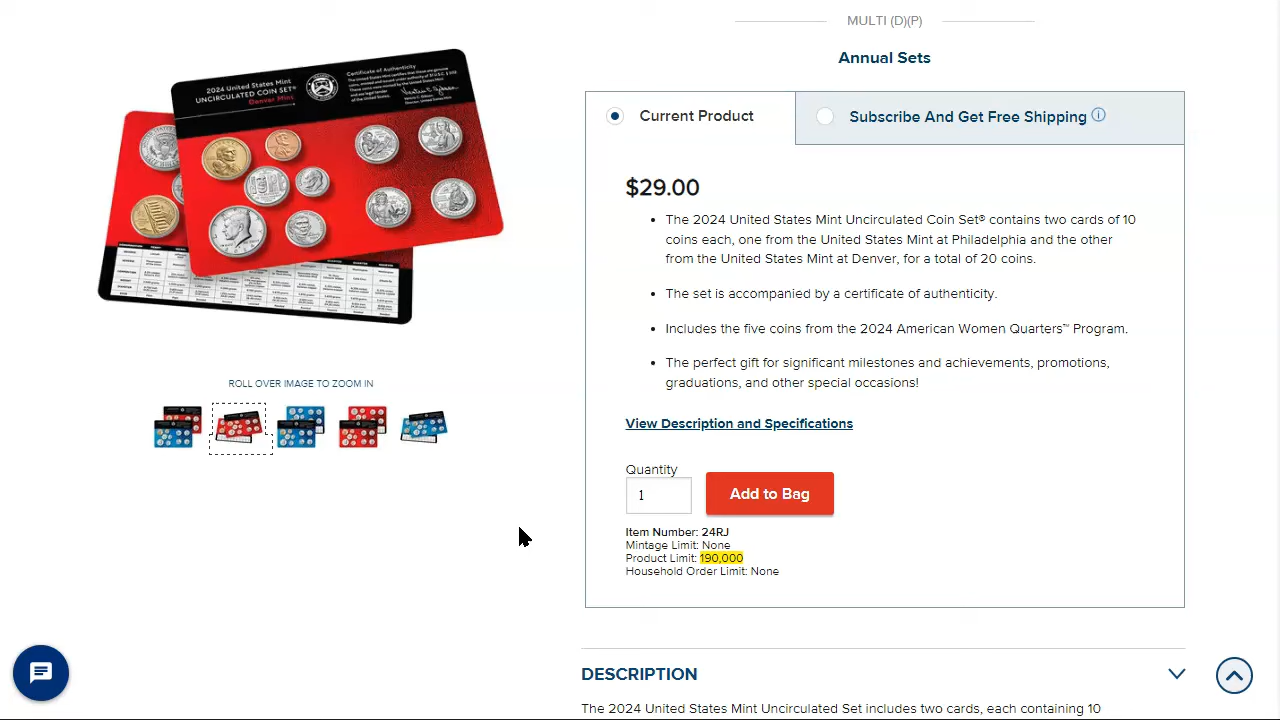 MULTI (D)(P)
Annual Sets
2024 United States Mint
UNCIRCULATED COIN SET®
Denver Mint
Certificate of Authenticity
Current Product
Subscribe And Get Free Shipping
$29.00
• The 2024 United States Mint Uncirculated Coin Set® contains two cards of 10
coins each, one from the United States Mint at Philadelphia and the other
from the United States Mint at Denver, for a total of 20 coins.
certificate of
• Includes the five coins from the 2024 American Women Quarters™ Program.
• The perfect gift for significant milestones and achievements, promotions,
graduations, and other special occasions!
ROLL OVER IMAGE TO ZOOM IN
View Description and Specifications
Quantity
1
Add to Bag
Item Number: 24RJ
Mintage Limit: None
Product Limit: 190,000
Household Order Limit: None
DESCRIPTION
The 2024 United States Mint Uncirculated Set includes two cards, each containing 10